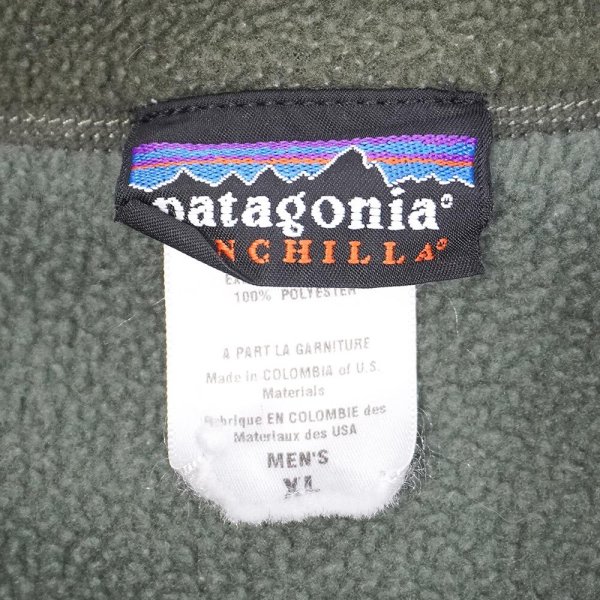 patagonia®
NCHILLA®
100% POLYESTER
A PART LA GARNITURE
Made in COLOMBIA of U.S.
Materials
Fabrique EN COLOMBIE des
Materiaux des USA
MEN'S
XL